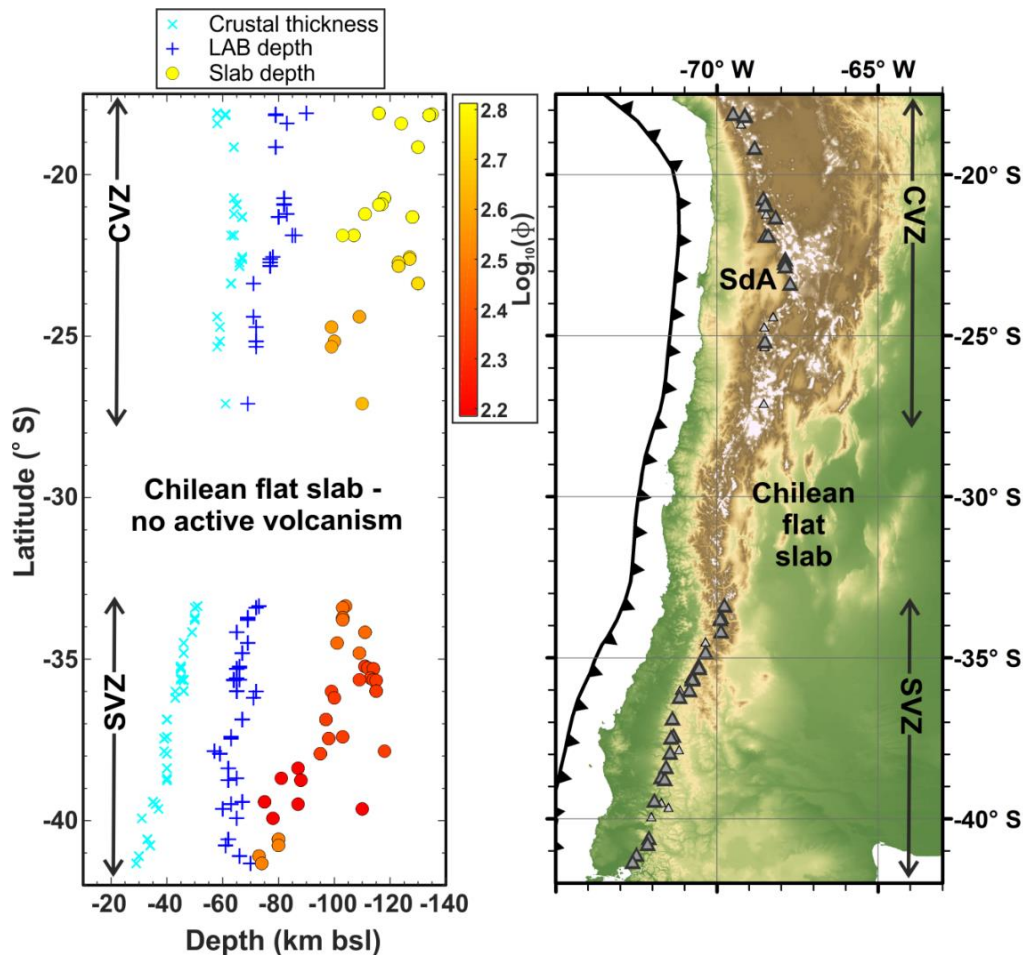 Crustal thickness
LAB depth
Slab depth
-70° W
-65° W
-20
-25
-30
-35
-40
Latitude (° S)
CVZ
SVZ
Chilean flat slab -
no active volcanism
-20
-40
-60
-80
-100
-120
-140
Depth (km bsl)
2.8
2.7
2.6
2.5
2.4
2.3
2.2
Log10(ϕ)
SdA
Chilean
flat
slab
CVZ
SVZ
-20° S
-25° S
-30° S
-35° S
-40° S